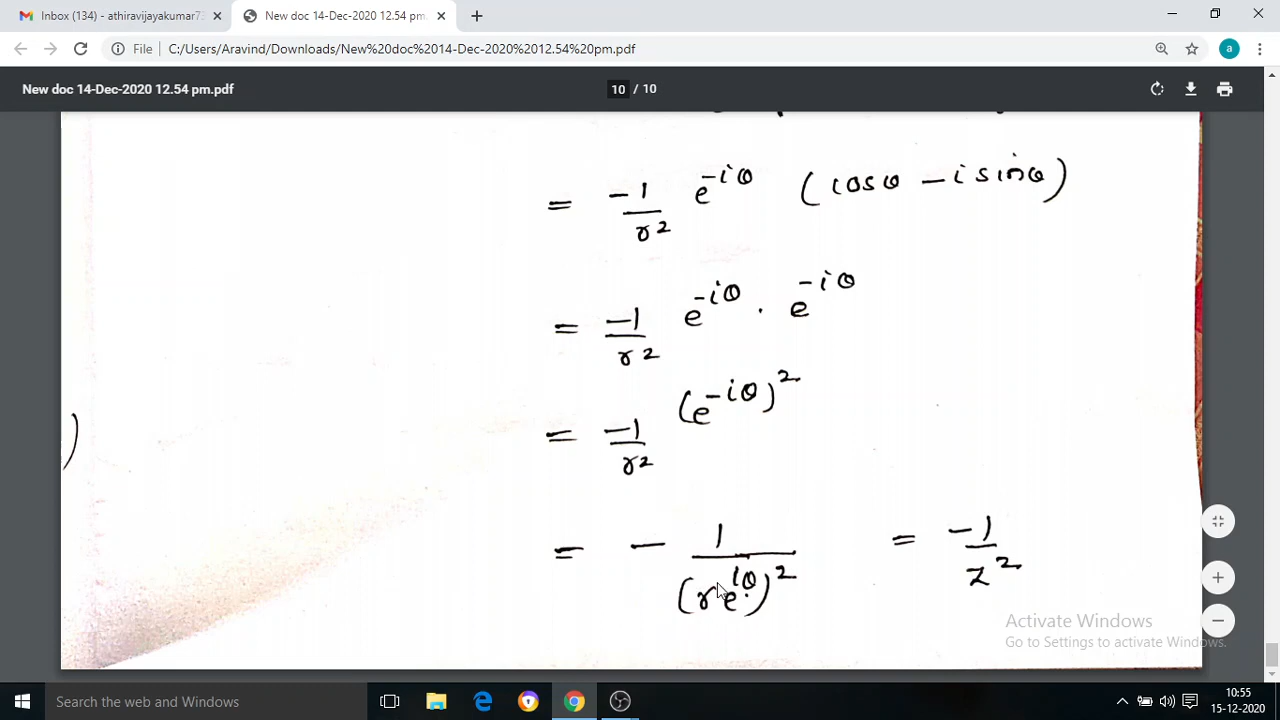 Inbox (134) - athiravijayakumar7
New doc 14-Dec-2020 12.54 pm.
File | C:/Users/Aravind/Downloads/New%20doc%2014-Dec-2020%2012.54%20pm.pdf
a
New doc 14-Dec-2020 12.54 pm.pdf
10 / 10
= -1/r² e^{-iθ} (cosθ - i sinθ)
= -1/r² e^{-iθ} . e^{-iθ}
= -1/r² (e^{-iθ})²
)
= - 1/(re^{iθ})² = -1/z²
Activate Windows
Go to Settings to activate Windows.
Search the web and Windows
10:55
15-12-2020